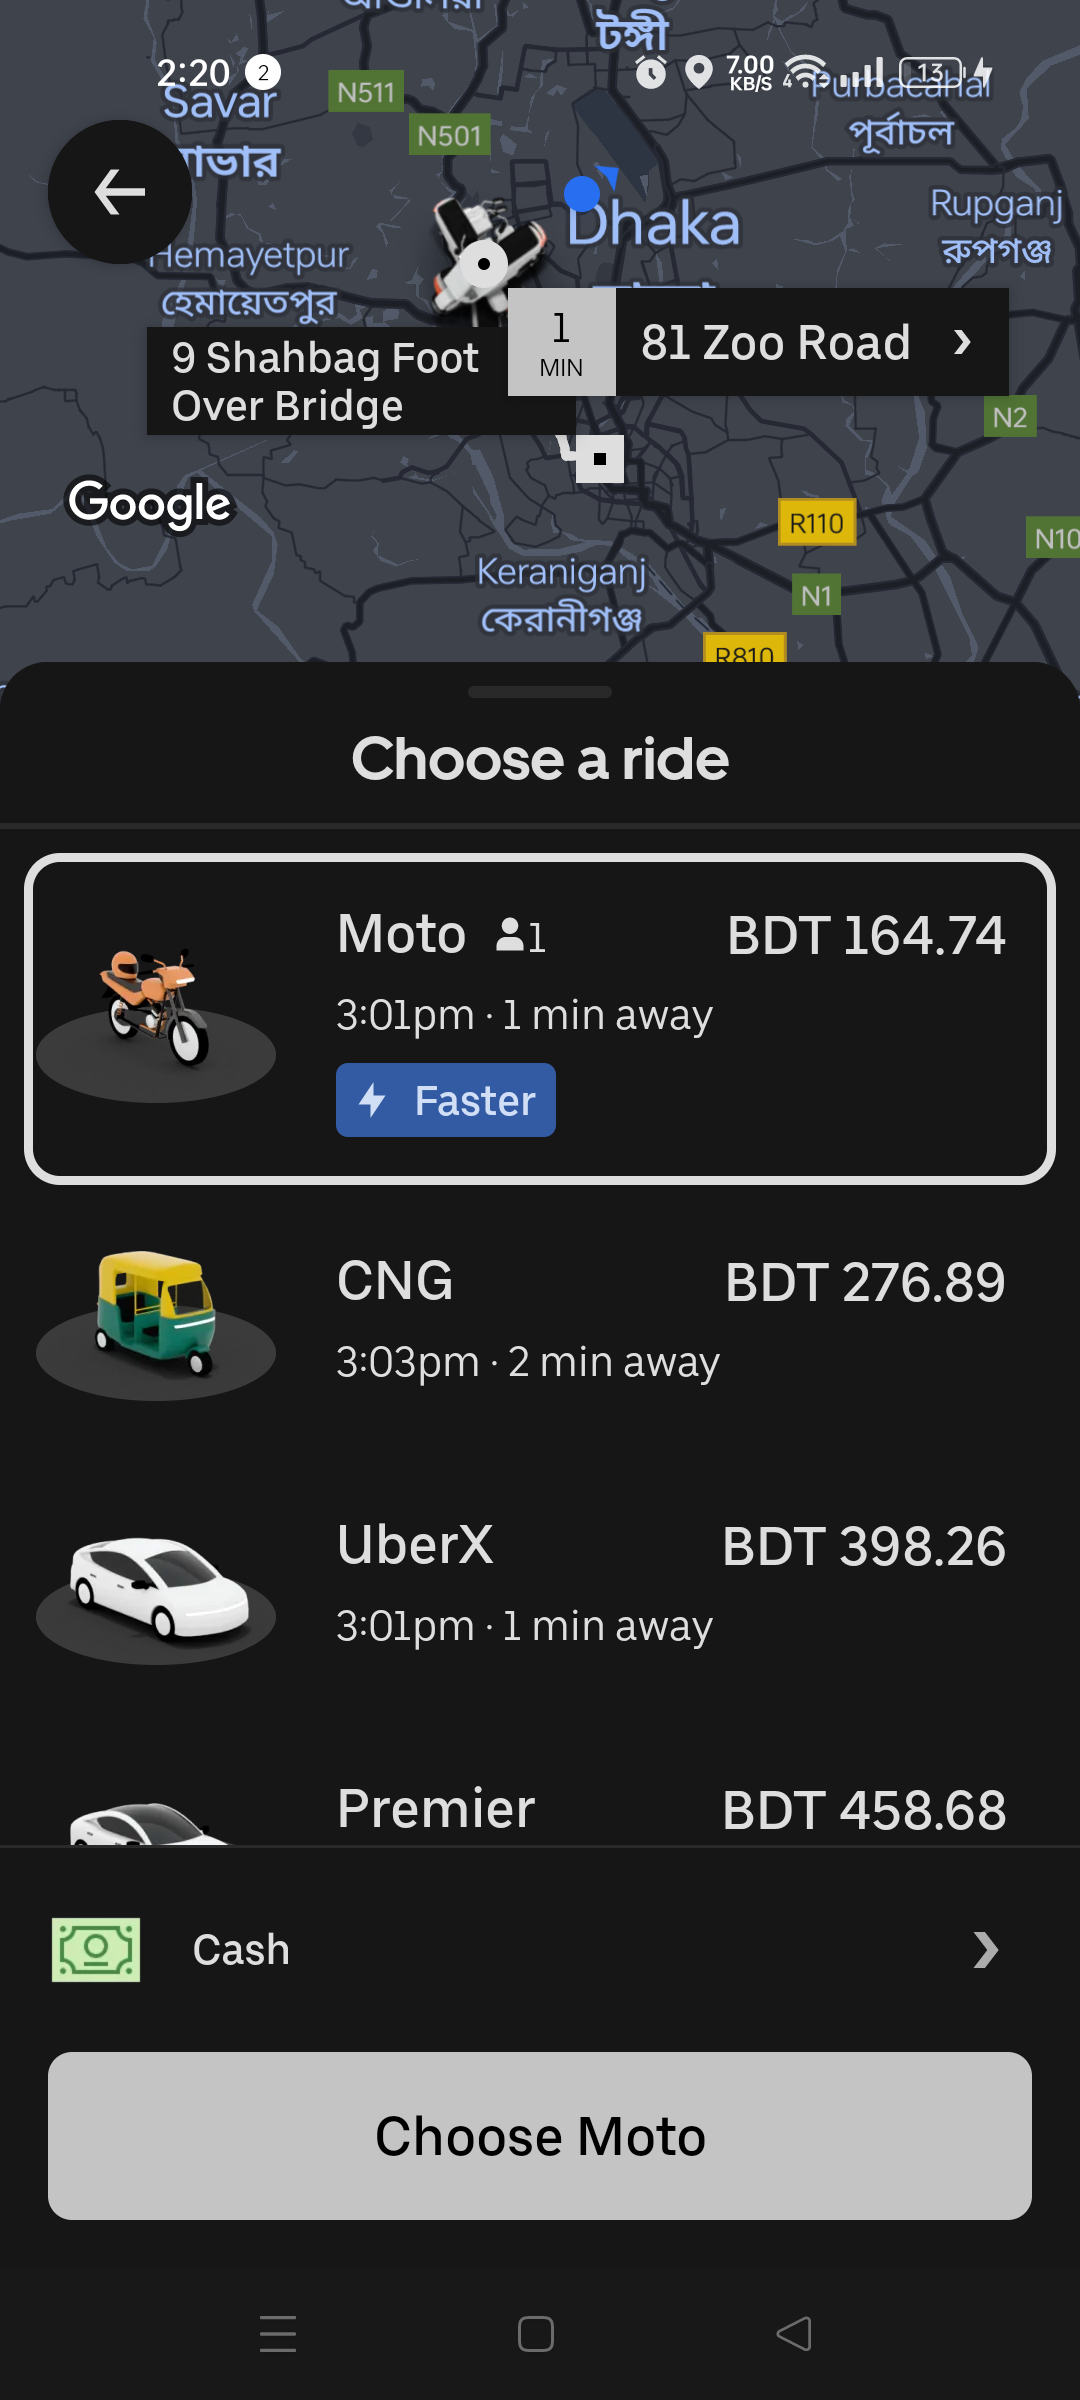 টঙ্গী
2:20 2
7.00
KB/S
4
13
Savar
N511
Purbachal
N501
পূর্বাচল
Dhaka
Rupganj
রুপগঞ্জ
Hemayetpur
হেমায়েতপুর
1
MIN
81 Zoo Road
9 Shahbag Foot
Over Bridge
N2
Google
R110
N10
Keraniganj
কেরানীগঞ্জ
N1
R810
Choose a ride
Moto 1 BDT 164.74
3:01pm · 1 min away
Faster
CNG BDT 276.89
3:03pm · 2 min away
UberX BDT 398.26
3:01pm · 1 min away
Premier BDT 458.68
Cash
Choose Moto